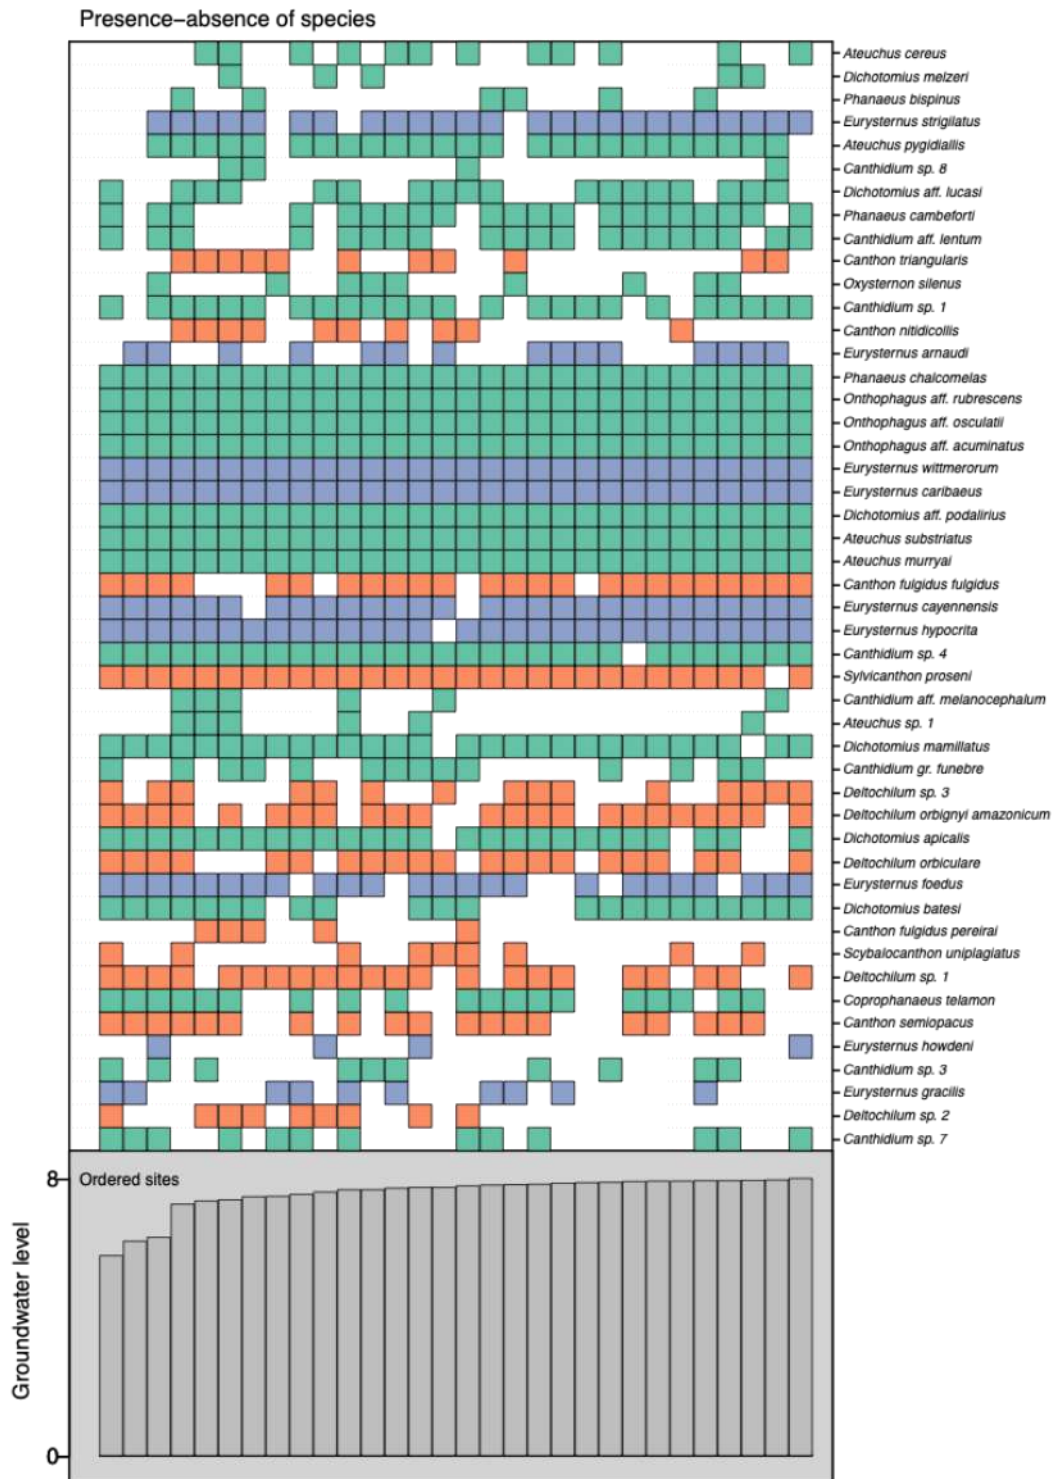 Presence−absence of species
Ateuchus cereus
Dichotomius melzeri
Phanaeus bispinus
Eurysternus strigilatus
Ateuchus pygidiallis
Canthidium sp. 8
Dichotomius aff. lucasi
Phanaeus cambeforti
Canthidium aff. lentum
Canthon triangularis
Oxysternon silenus
Canthidium sp. 1
Canthon nitidicollis
Eurysternus arnaudi
Phanaeus chalcomelas
Onthophagus aff. rubrescens
Onthophagus aff. osculatii
Onthophagus aff. acuminatus
Eurysternus wittmerorum
Eurysternus caribaeus
Dichotomius aff. podalirius
Ateuchus substriatus
Ateuchus murryai
Canthon fulgidus fulgidus
Eurysternus cayennensis
Eurysternus hypocrita
Canthidium sp. 4
Sylvicanthon proseni
Canthidium aff. melanocephalum
Ateuchus sp. 1
Dichotomius mamillatus
Canthidium gr. funebre
Deltochilum sp. 3
Deltochilum orbignyi amazonicum
Dichotomius apicalis
Deltochilum orbiculare
Eurysternus foedus
Dichotomius batesi
Canthon fulgidus pereirai
Scybalocanthon uniplagiatus
Deltochilum sp. 1
Coprophanaeus telamon
Canthon semiopacus
Eurysternus howdeni
Canthidium sp. 3
Eurysternus gracilis
Deltochilum sp. 2
Canthidium sp. 7
8
Ordered sites
Groundwater level
0